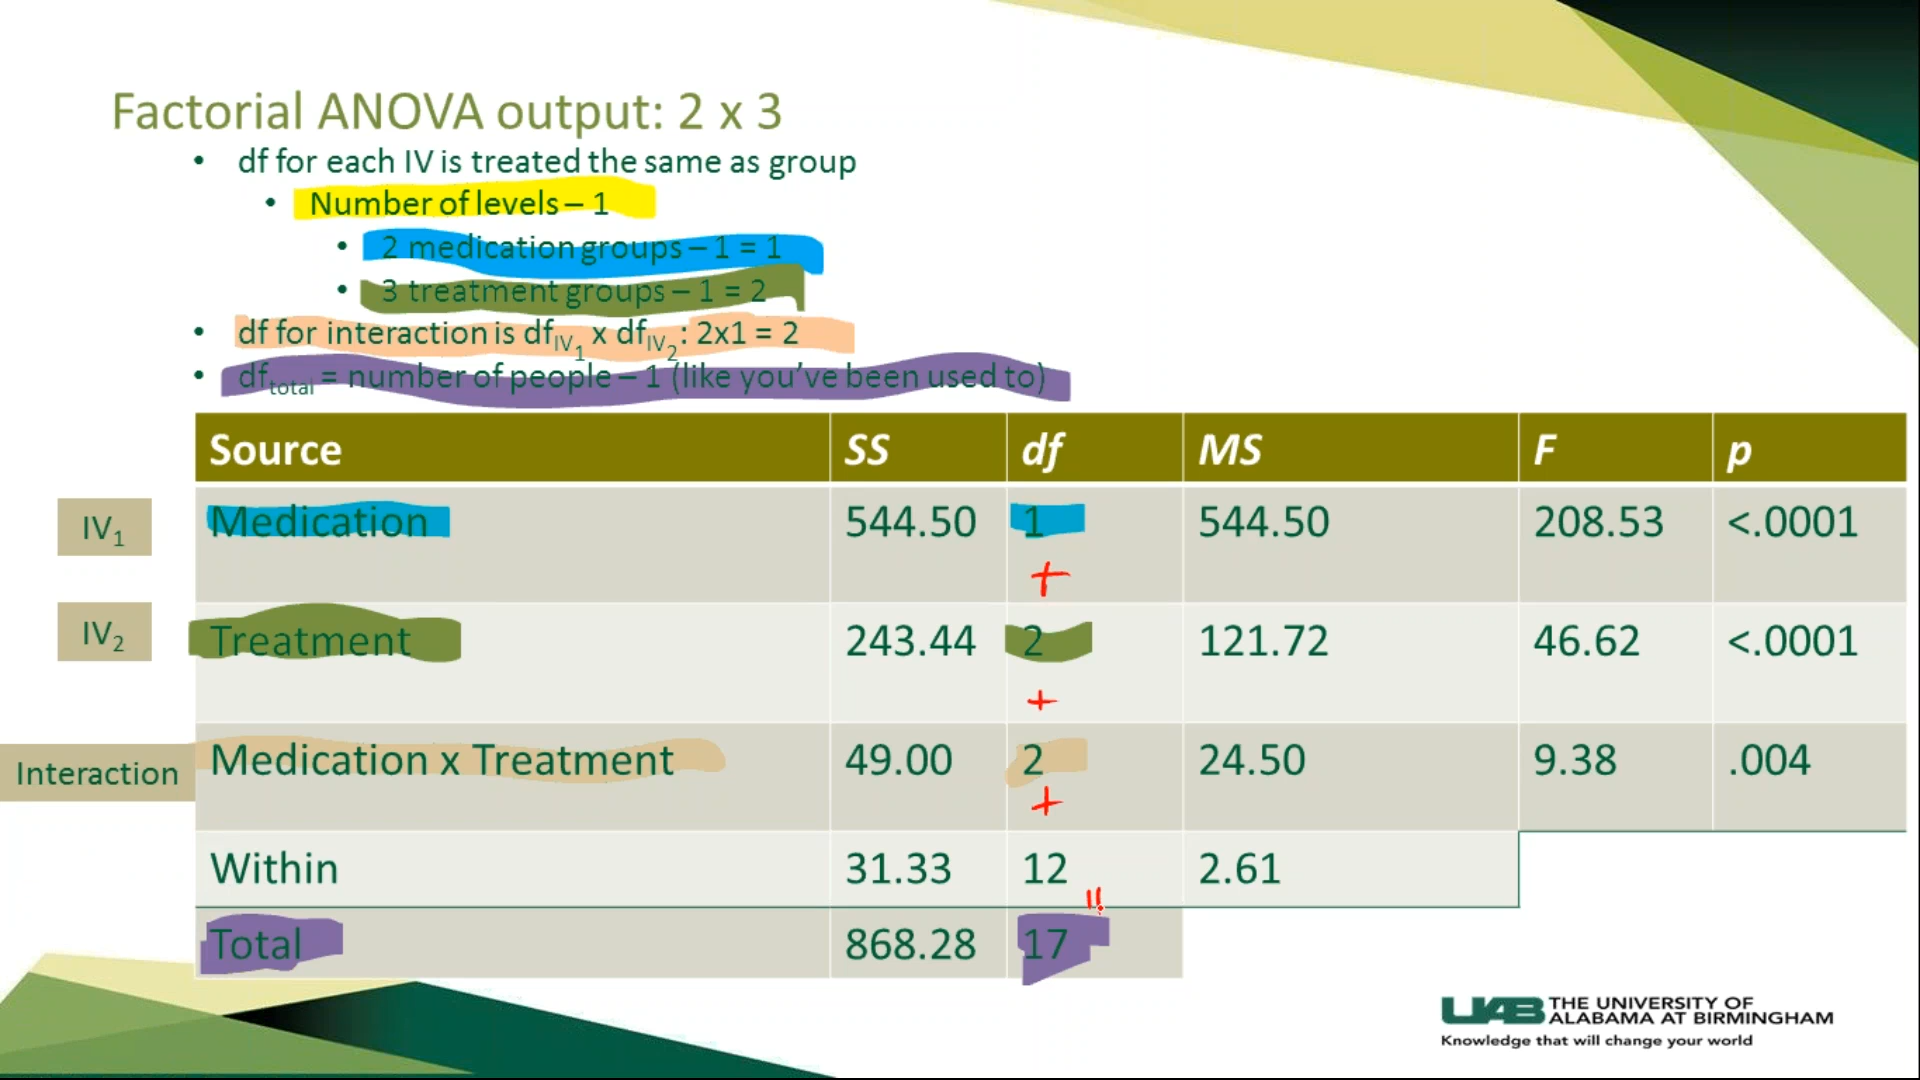 Factorial ANOVA output: 2 x 3
• df for each IV is treated the same as group
• Number of levels – 1
• 2 medication groups – 1 = 1
• 3 treatment groups – 1 = 2
• df for interaction is dfIV1 x dfIV2: 2x1 = 2
• dftotal = number of people – 1 (like you've been used to)
Source SS df MS F p
IV1 Medication 544.50 1 544.50 208.53 <.0001
+
IV2 Treatment 243.44 2 121.72 46.62 <.0001
+
Interaction Medication x Treatment 49.00 2 24.50 9.38 .004
+
Within 31.33 12 2.61
Total 868.28 17
UAB THE UNIVERSITY OF
ALABAMA AT BIRMINGHAM
Knowledge that will change your world